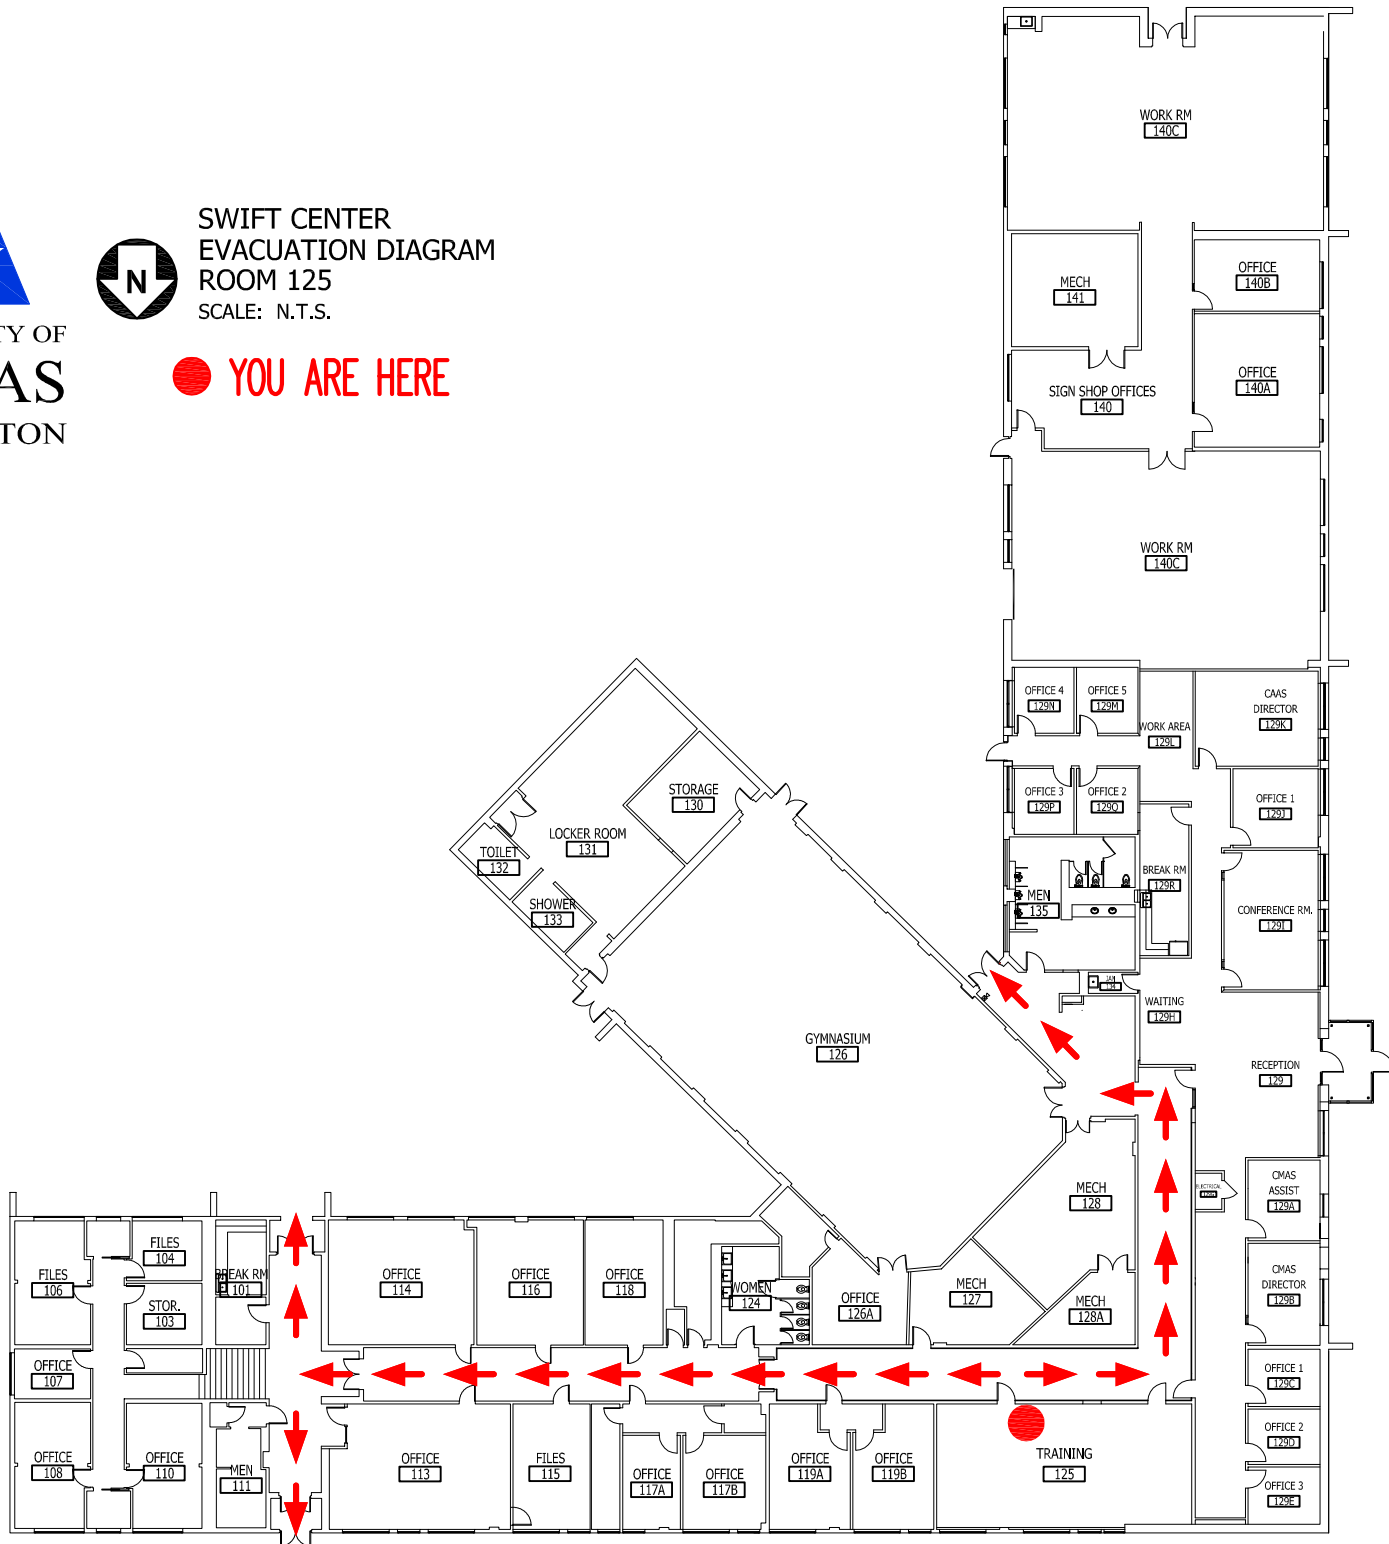 SWIFT CENTER
EVACUATION DIAGRAM
ROOM 125
SCALE: N.T.S.
N
YOU ARE HERE
TY OF
AS
TON
WORK RM
140C
MECH
141
OFFICE
140B
OFFICE
140A
SIGN SHOP OFFICES
140
WORK RM
140C
OFFICE 4
129N
OFFICE 5
129M
WORK AREA
129L
CAAS
DIRECTOR
129K
OFFICE 3
129P
OFFICE 2
129Q
OFFICE 1
129J
STORAGE
130
LOCKER ROOM
131
TOILET
132
SHOWER
133
MEN
135
BREAK RM
129R
CONFERENCE RM.
129I
JAN
134
WAITING
129H
GYMNASIUM
126
RECEPTION
129
ELECTRICAL
CMAS
ASSIST
129A
MECH
128
CMAS
DIRECTOR
129B
FILES
104
FILES
106
BREAK RM
101
STOR.
103
OFFICE
114
OFFICE
116
OFFICE
118
WOMEN
124
OFFICE
126A
MECH
127
MECH
128A
OFFICE
107
OFFICE 1
129C
OFFICE
108
OFFICE
110
MEN
111
OFFICE
113
FILES
115
OFFICE
117A
OFFICE
117B
OFFICE
119A
OFFICE
119B
TRAINING
125
OFFICE 2
129D
OFFICE 3
129E